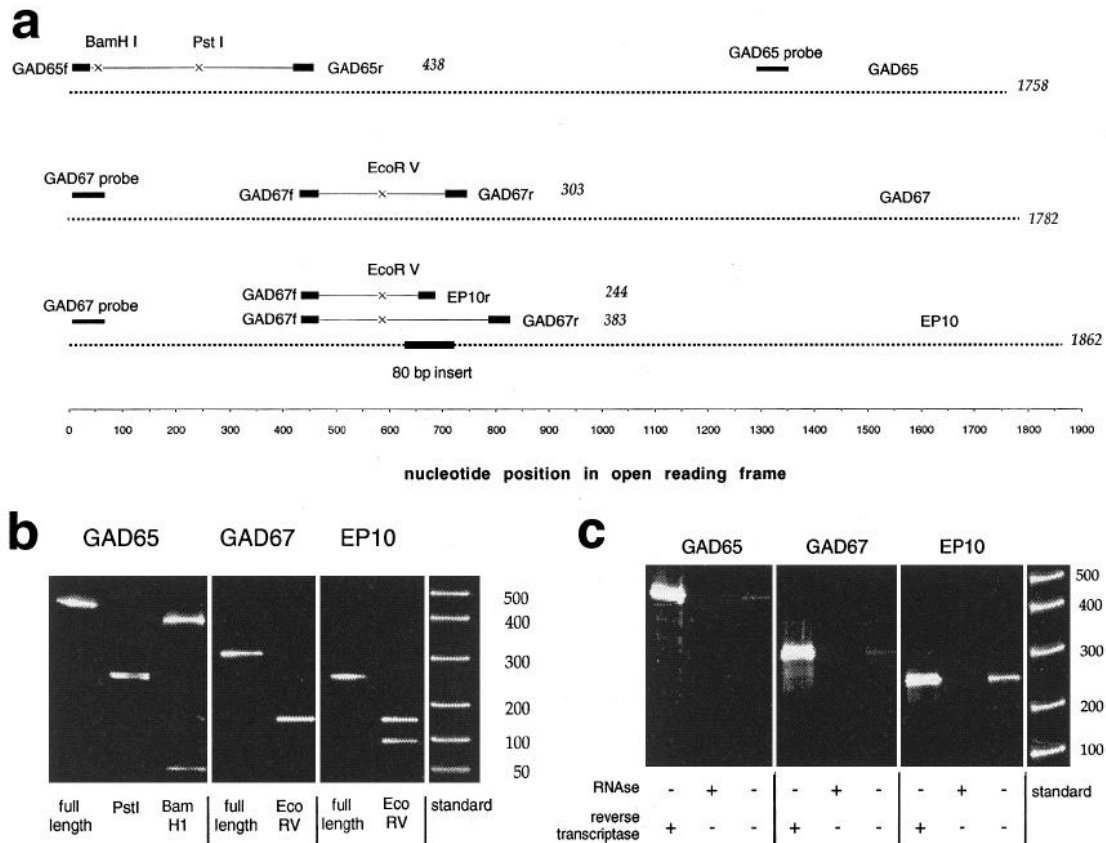 a
BamH I Pst I
GAD65f × × GAD65r 438 GAD65 probe GAD65
1758
GAD67 probe EcoR V
GAD67f × GAD67r 303 GAD67
1782
EcoR V
GAD67 probe GAD67f × EP10r 244
GAD67f × GAD67r 383 EP10
1862
80 bp insert
0 100 200 300 400 500 600 700 800 900 1000 1100 1200 1300 1400 1500 1600 1700 1800 1900
nucleotide position in open reading frame
b
GAD65 GAD67 EP10
500
400
300
200
100
50
full length PstI Bam H1 full length Eco RV full length Eco RV standard
c
GAD65 GAD67 EP10
500
400
300
200
100
RNAse - + - - + - - + - standard
reverse transcriptase + - - + - - + - -